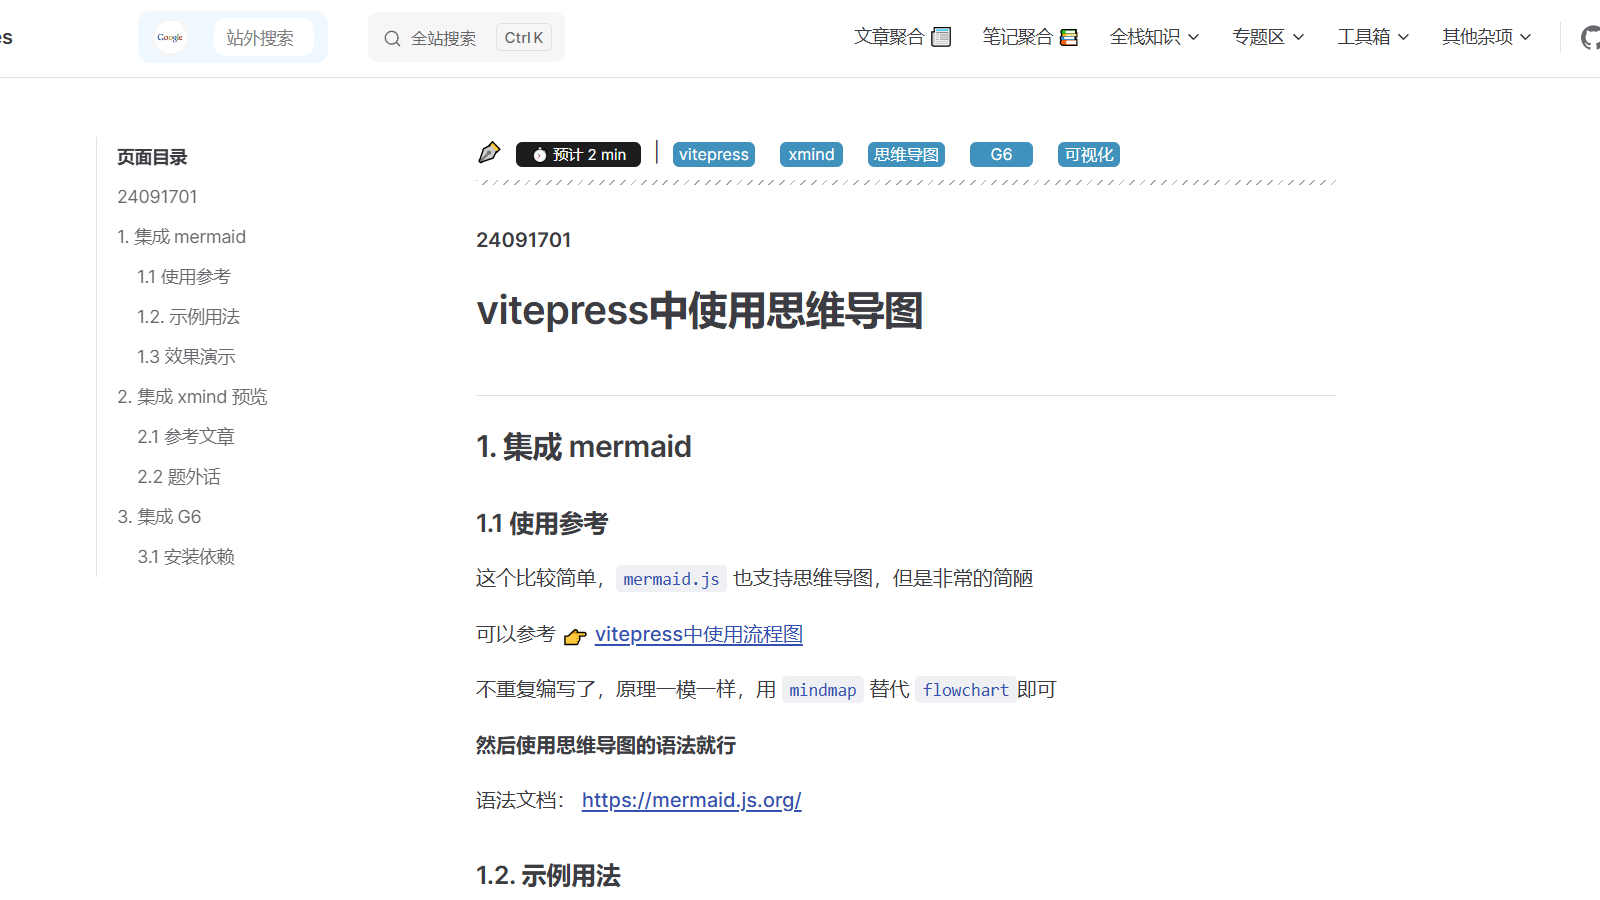 es
Google
站外搜索
全站搜索
Ctrl K
文章聚合
笔记聚合
全栈知识
专题区
工具箱
其他杂项
页面目录
24091701
1. 集成 mermaid
1.1 使用参考
1.2. 示例用法
1.3 效果演示
2. 集成 xmind 预览
2.1 参考文章
2.2 题外话
3. 集成 G6
3.1 安装依赖
预计 2 min
vitepress
xmind
思维导图
G6
可视化
24091701
vitepress中使用思维导图
1. 集成 mermaid
1.1 使用参考
这个比较简单，mermaid.js 也支持思维导图，但是非常的简陋
可以参考 👉 vitepress中使用流程图
不重复编写了，原理一模一样，用 mindmap 替代 flowchart即可
然后使用思维导图的语法就行
语法文档： https://mermaid.js.org/
1.2. 示例用法